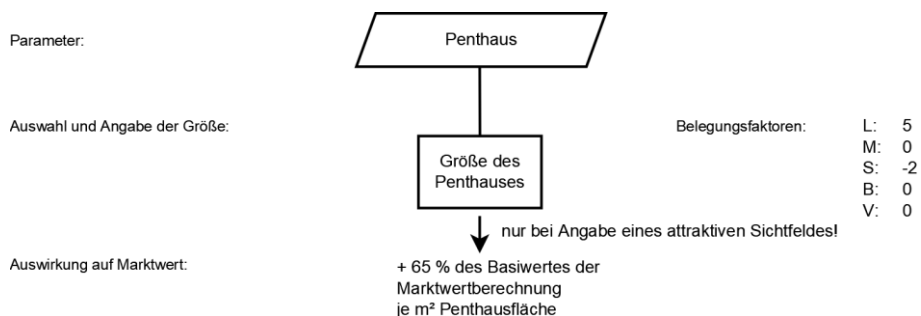 Parameter:
Penthaus
Auswahl und Angabe der Größe:
Belegungsfaktoren:
L: 5
M: 0
S: -2
B: 0
V: 0
Größe des
Penthauses
nur bei Angabe eines attraktiven Sichtfeldes!
Auswirkung auf Marktwert:
+ 65 % des Basiwertes der
Marktwertberechnung
je m² Penthausfläche